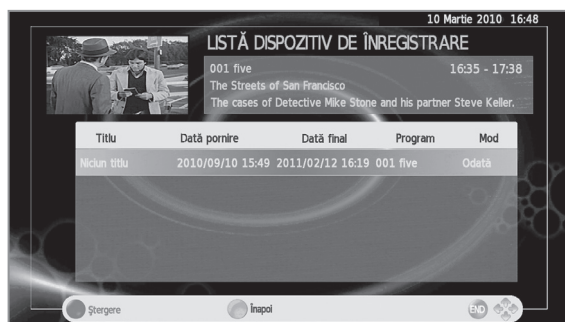 10 Martie 2010 16:48
LISTĂ DISPOZITIV DE ÎNREGISTRARE
001 five 16:35 - 17:38
The Streets of San Francisco
The cases of Detective Mike Stone and his partner Steve Keller.
Titlu Dată pornire Dată final Program Mod
Niciun titlu 2010/09/10 15:49 2011/02/12 16:19 001 five Odată
Ştergere Înapoi END